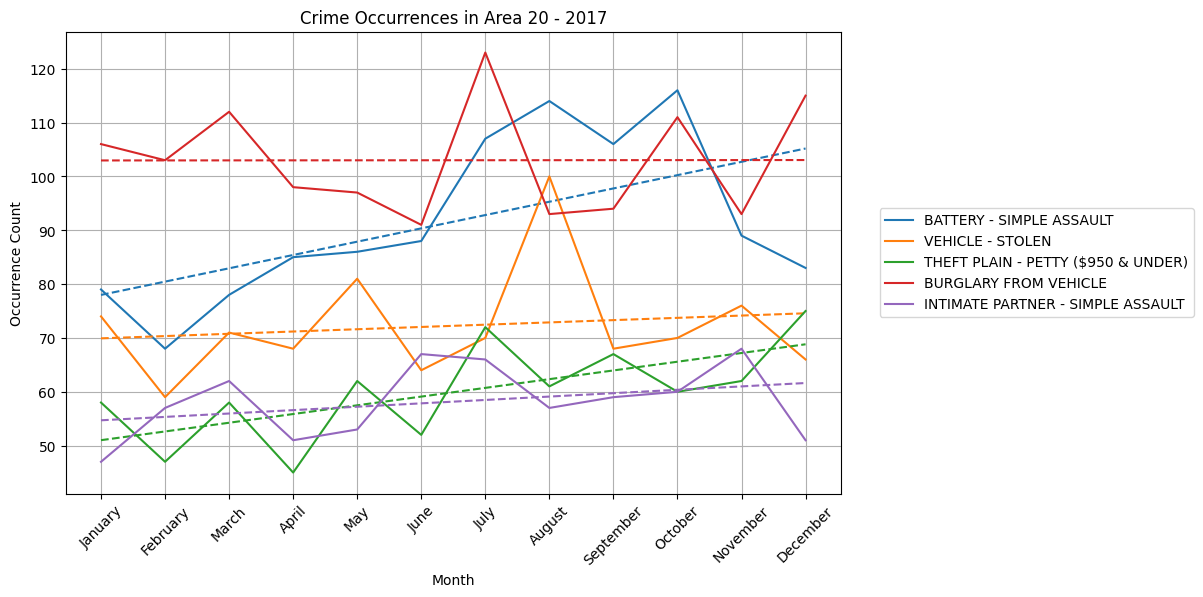 Crime Occurrences in Area 20 - 2017
Occurrence Count
120
110
100
90
80
70
60
50
January
February
March
April
May
June
July
August
September
October
November
December
Month
BATTERY - SIMPLE ASSAULT
VEHICLE - STOLEN
THEFT PLAIN - PETTY ($950 & UNDER)
BURGLARY FROM VEHICLE
INTIMATE PARTNER - SIMPLE ASSAULT